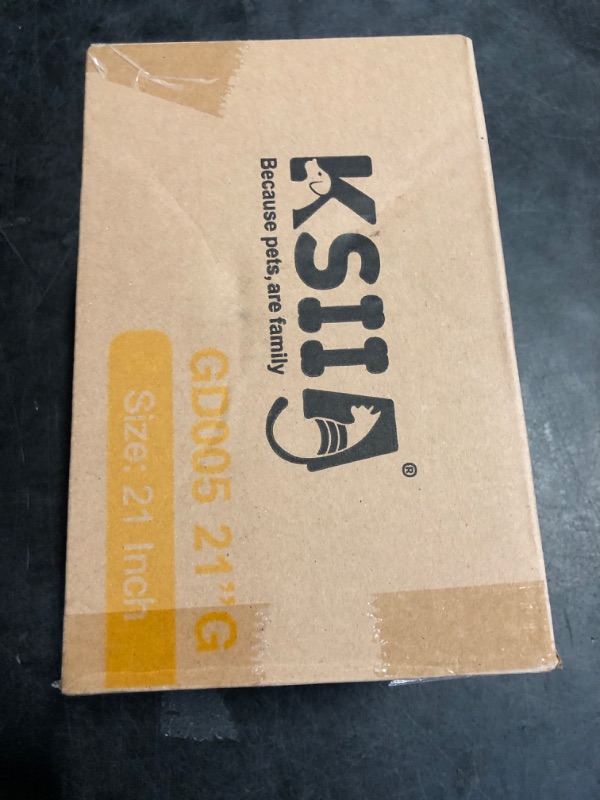 KSIIA®
Because pets, are family
GD005 21”G
Size: 21 Inch